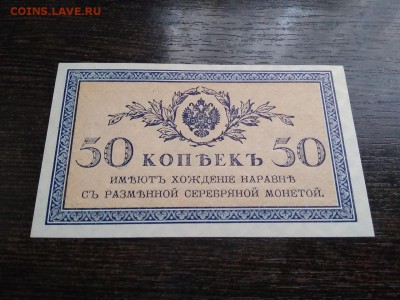 COINS.LAVE.RU
50 КОПѢЕКЪ 50
ИМѢЮТЪ ХОЖДЕНІЕ НАРАВНѢ
СЪ РАЗМѢННОЙ СЕРЕБРЯНОЙ МОНЕТОЙ.